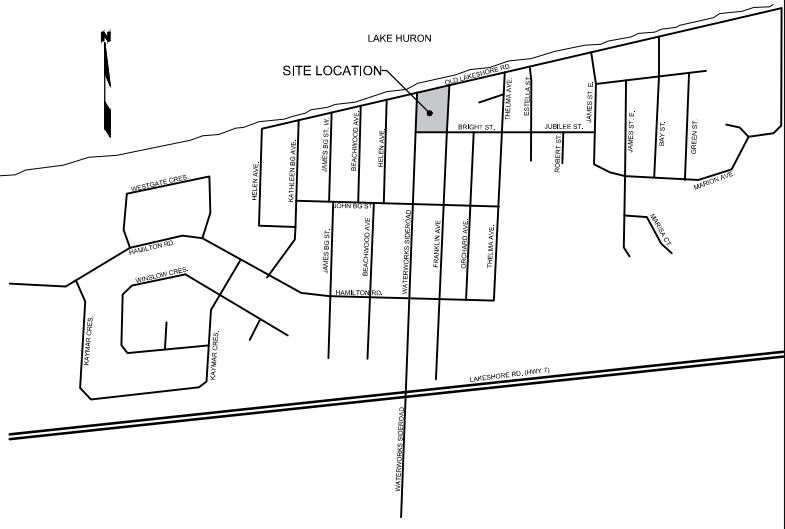 N
LAKE HURON
SITE LOCATION
OLD LAKESHORE RD.
THELMA AVE.
ESTELLA ST.
JAMES ST. E.
BRIGHT ST.
JUBILEE ST.
ROBERT ST.
JAMES ST. E.
BAY ST.
GREEN ST.
MARION AVE.
MARISA CT.
HELEN AVE.
KATHLEEN BG AVE.
JAMES BG ST. W.
BEACHWOOD AVE.
HELEN AVE.
WESTGATE CRES.
HAMILTON RD.
WINSLOW CRES.
KAYMAR CRES.
KAYMAR CRES.
JOHN BG ST.
JAMES BG ST.
BEACHWOOD AVE
WATERWORKS SIDEROAD
FRANKLIN AVE
ORCHARD AVE.
THELMA AVE.
HAMILTON RD.
LAKESHORE RD. (HWY 7)
WATERWORKS SIDEROAD